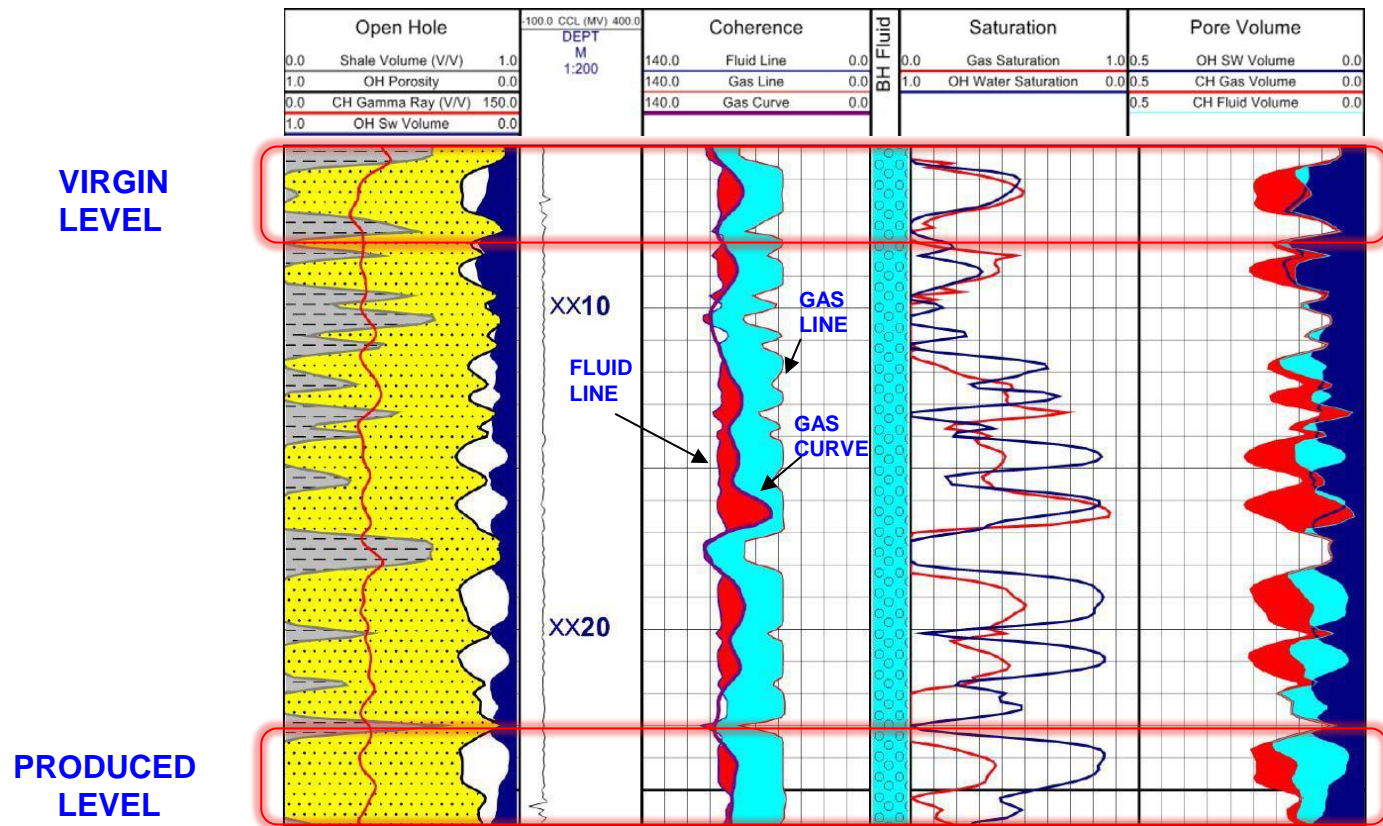 Open Hole
0.0 Shale Volume (V/V) 1.0
1.0 OH Porosity 0.0
0.0 CH Gamma Ray (V/V) 150.0
1.0 OH Sw Volume 0.0
-100.0 CCL (MV) 400.0
DEPT
M
1:200
Coherence
140.0 Fluid Line 0.0
140.0 Gas Line 0.0
140.0 Gas Curve 0.0
BH Fluid
Saturation
0.0 Gas Saturation 1.0
1.0 OH Water Saturation 0.0
Pore Volume
0.5 OH SW Volume 0.0
0.5 CH Gas Volume 0.0
0.5 CH Fluid Volume 0.0
VIRGIN
LEVEL
XX10
GAS
LINE
FLUID
LINE
GAS
CURVE
XX20
PRODUCED
LEVEL